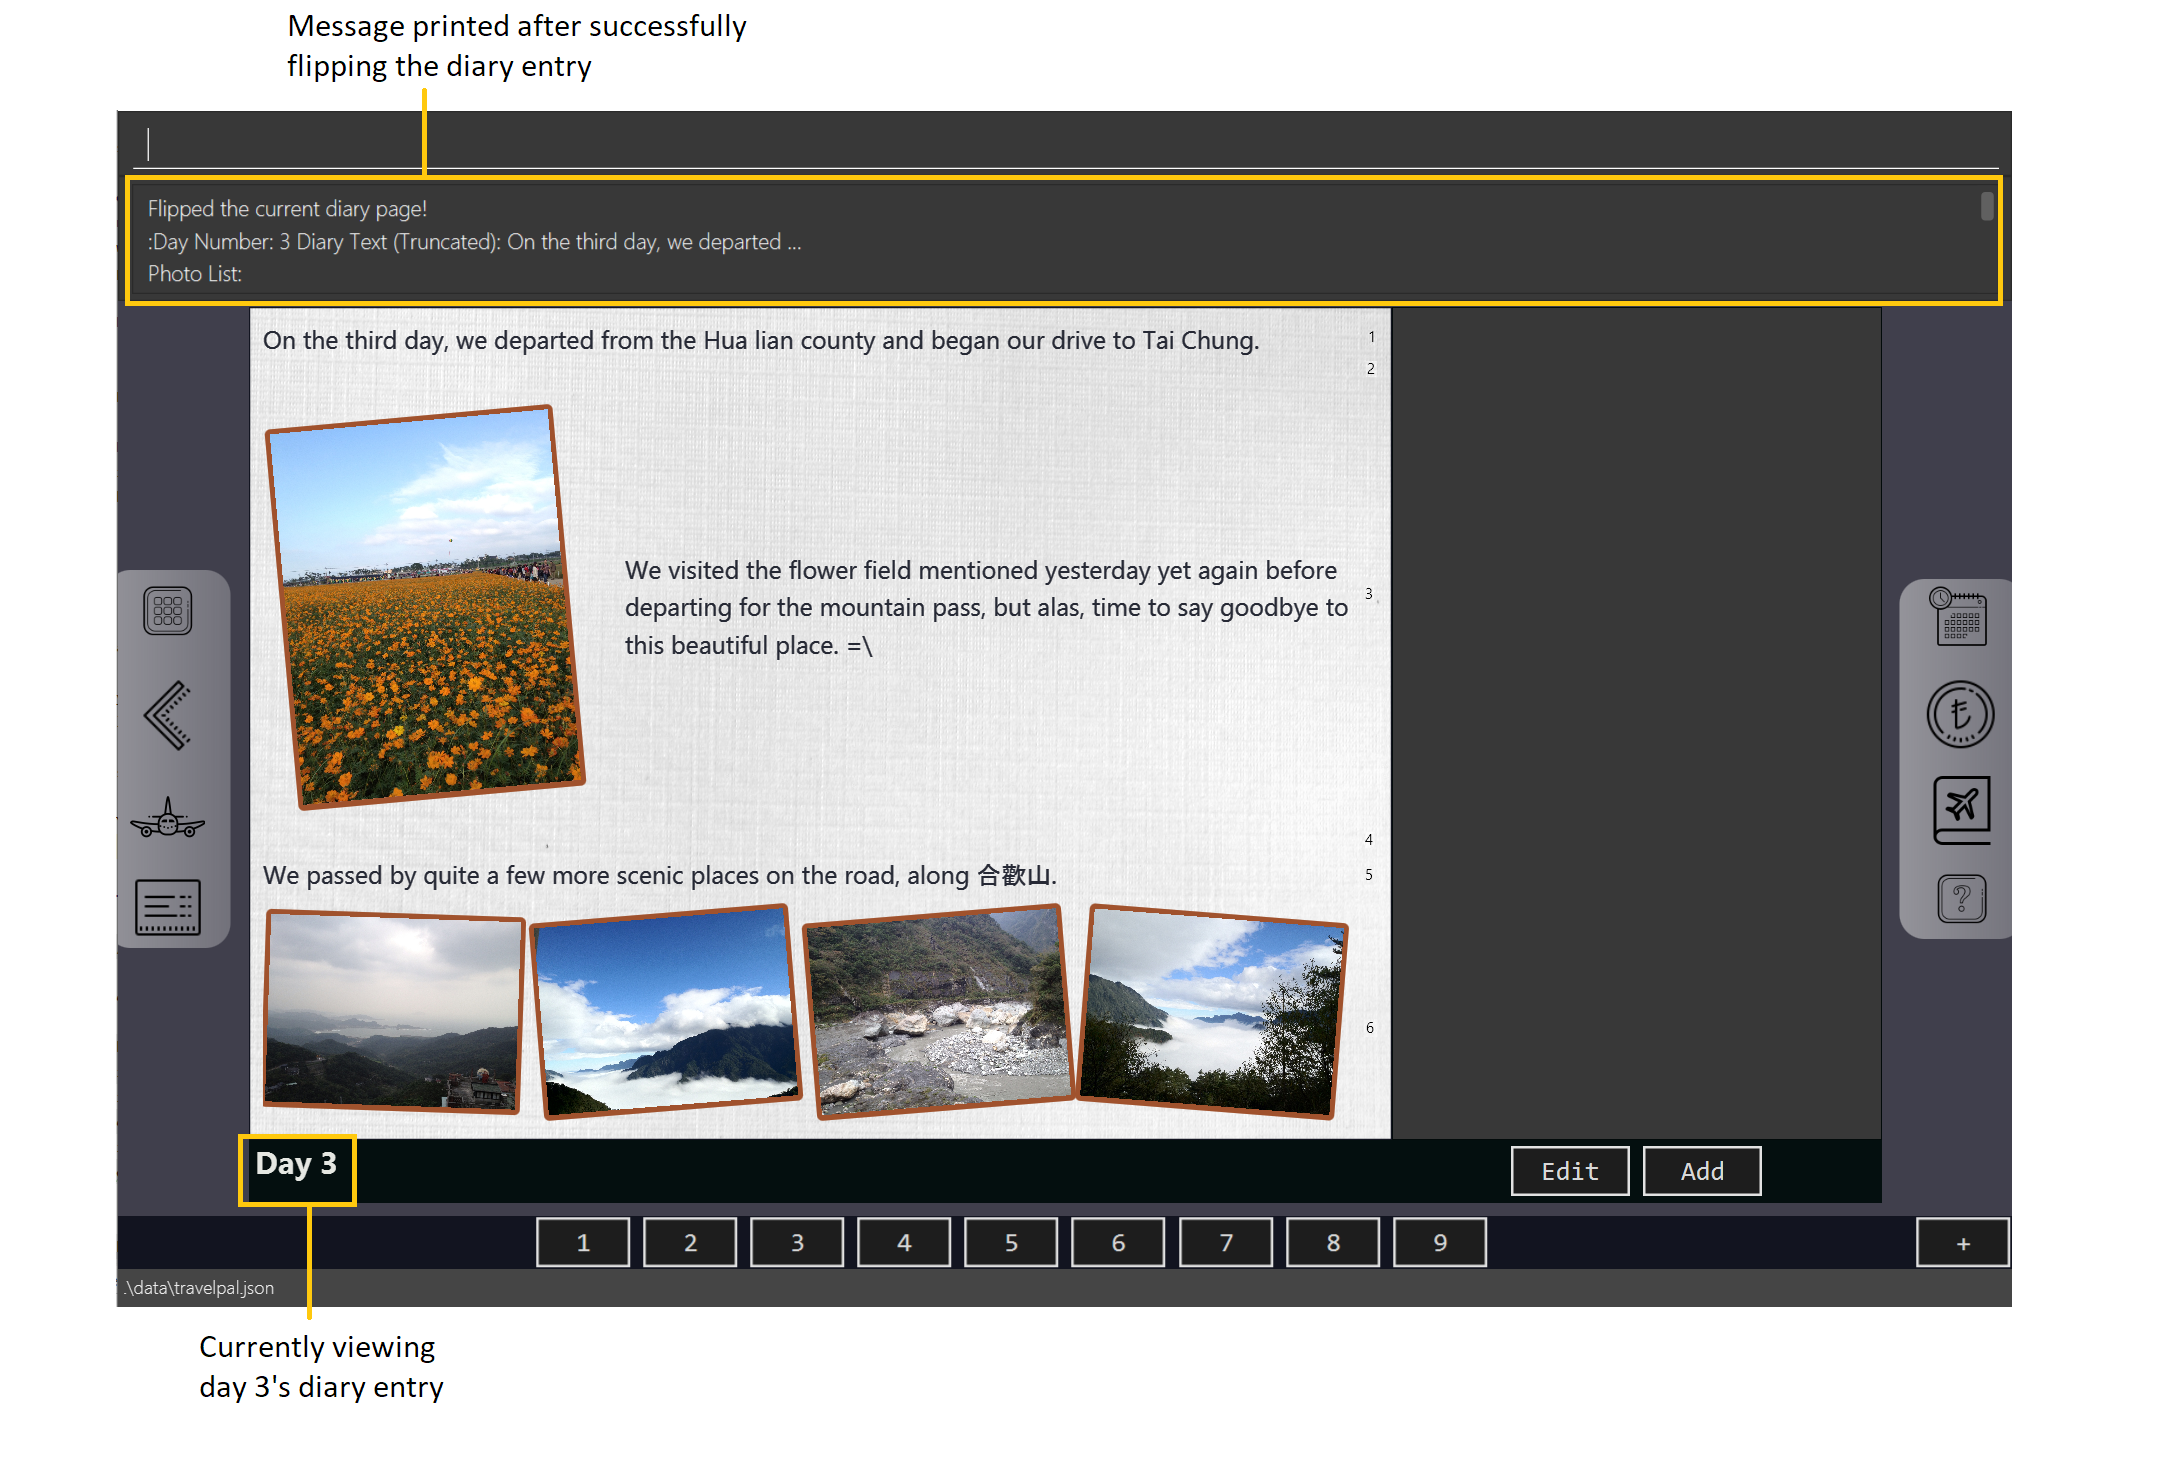 Message printed after successfully
flipping the diary entry
Flipped the current diary page!
:Day Number: 3 Diary Text (Truncated): On the third day, we departed ...
Photo List:
On the third day, we departed from the Hua lian county and began our drive to Tai Chung.
1
2
We visited the flower field mentioned yesterday yet again before
departing for the mountain pass, but alas, time to say goodbye to
this beautiful place. =\
3
4
We passed by quite a few more scenic places on the road, along 合歡山.
5
6
Day 3
Edit
Add
1
2
3
4
5
6
7
8
9
+
.\data\travelpal.json
Currently viewing
day 3's diary entry